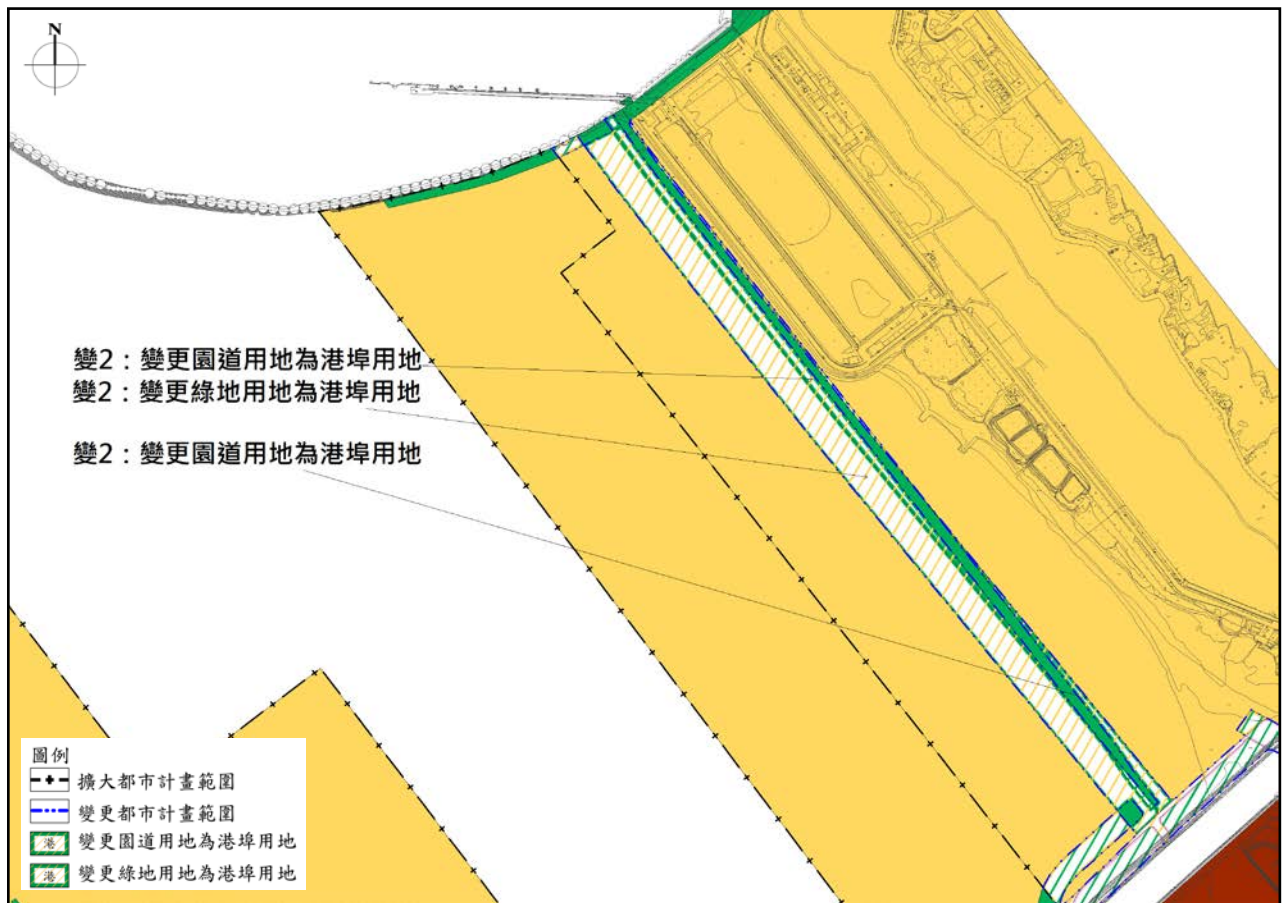 N
變2：變更園道用地為港埠用地
變2：變更綠地用地為港埠用地
變2：變更園道用地為港埠用地
圖例
擴大都市計畫範圍
變更都市計畫範圍
港 變更園道用地為港埠用地
港 變更綠地用地為港埠用地